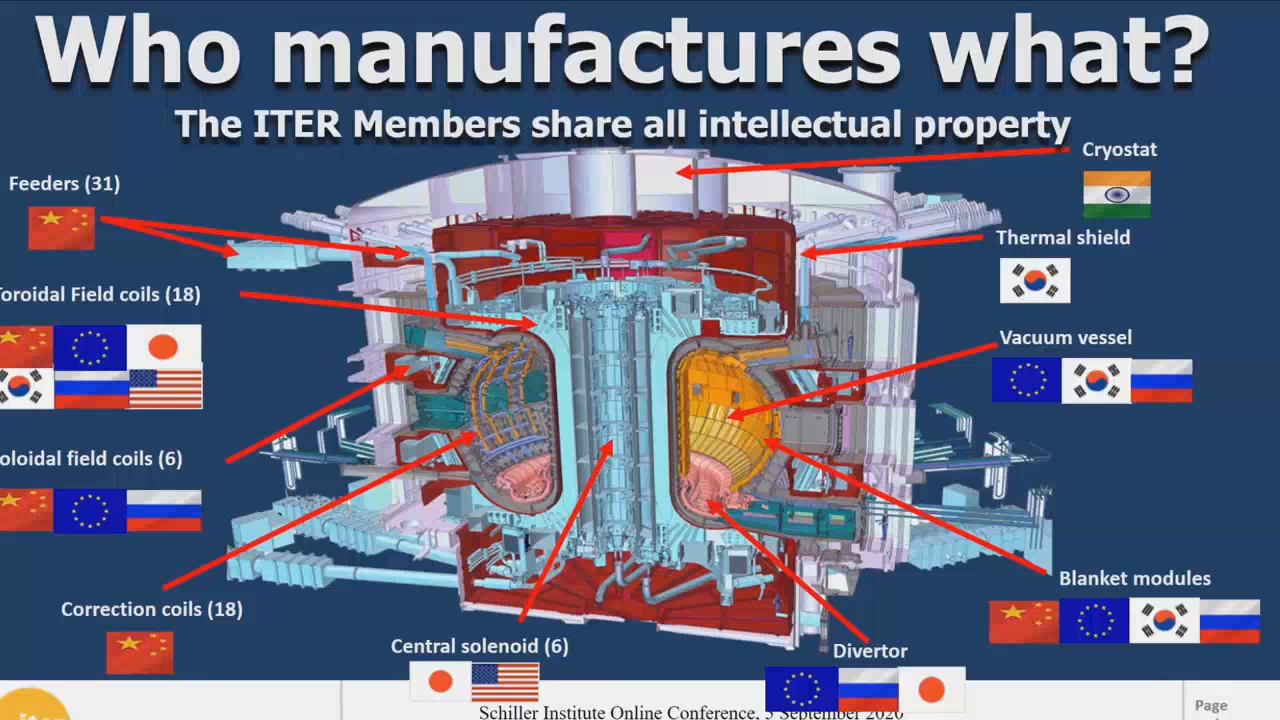 Who manufactures what?
The ITER Members share all intellectual property
Cryostat
Feeders (31)
Thermal shield
Toroidal Field coils (18)
Vacuum vessel
oloidal field coils (6)
Blanket modules
Correction coils (18)
Central solenoid (6)
Divertor
iter
Page
Schiller Institute Online Conference, 5 September 2020